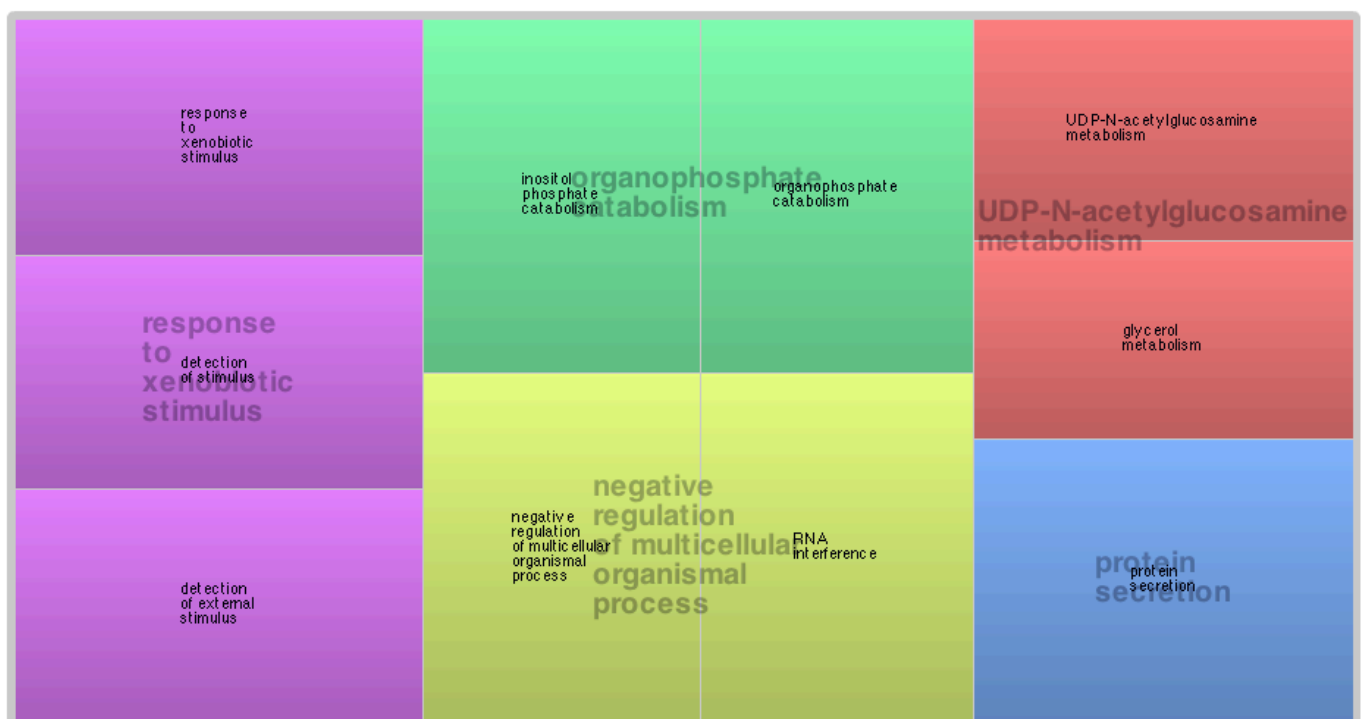 response
to
xenobiotic
stimulus
response
to
xenobiotic
stimulus
detection
of stimulus
detection
of external
stimulus
organophosphate
catabolism
inositol
phosphate
catabolism
organophosphate
catabolism
negative
regulation
of multicellular
organismal
process
negative
regulation
of multicellular
organismal
process
RNA
interference
UDP-N-acetylglucosamine
metabolism
UDP-N-acetylglucosamine
metabolism
glycerol
metabolism
protein
secretion
protein
secretion